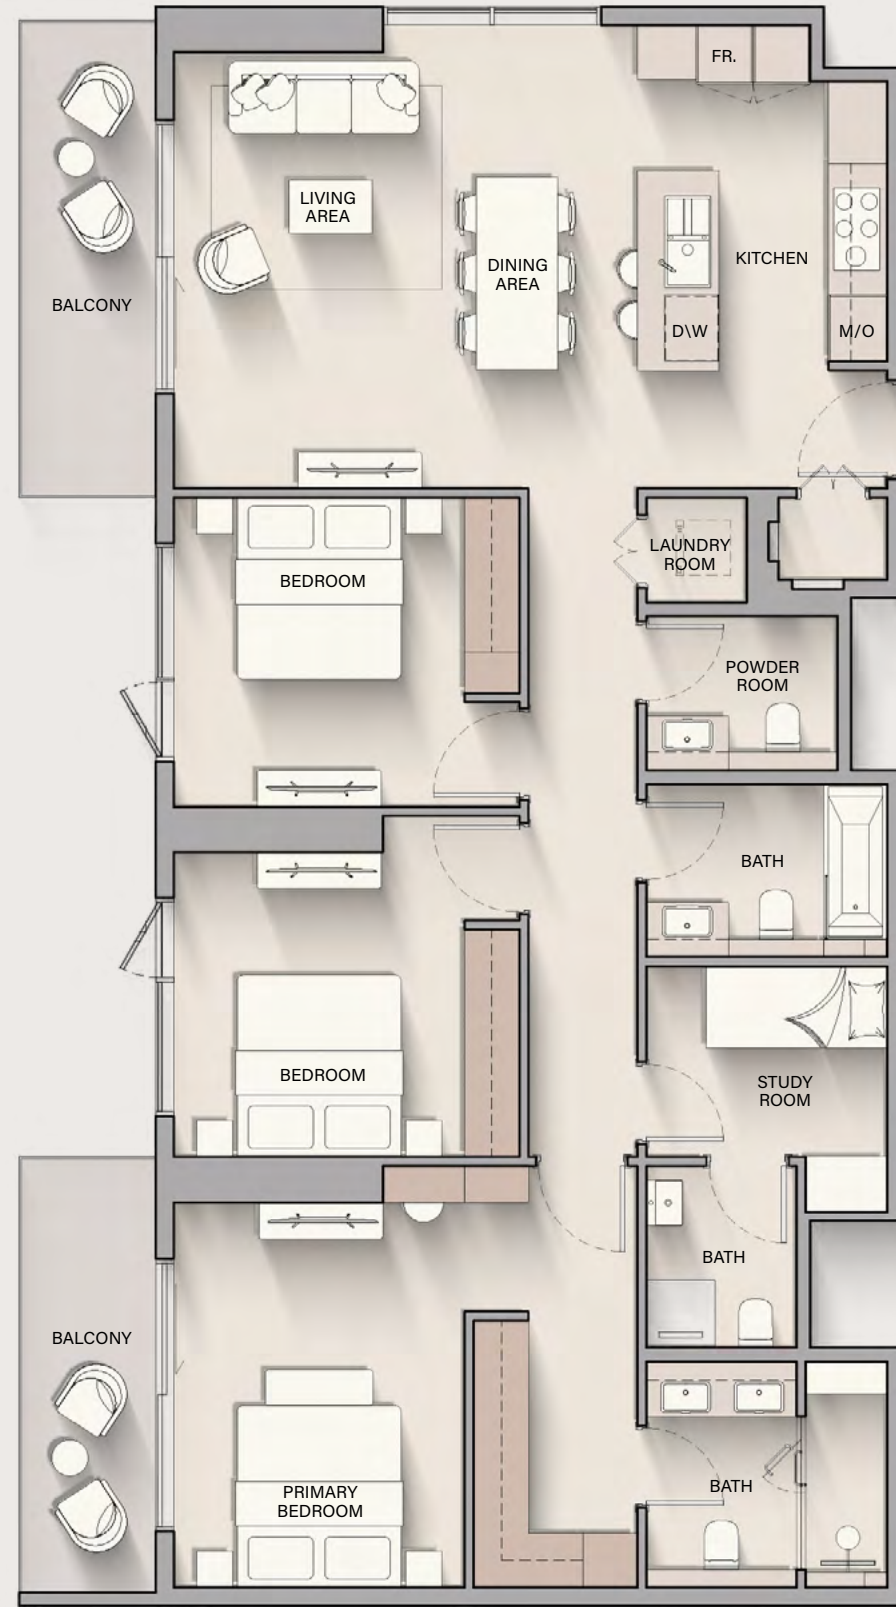 FR.
LIVING
AREA
KITCHEN
DINING
AREA
BALCONY
D\W
M/O
LAUNDRY
ROOM
BEDROOM
POWDER
ROOM
BATH
BEDROOM
STUDY
ROOM
BATH
BALCONY
BATH
PRIMARY
BEDROOM